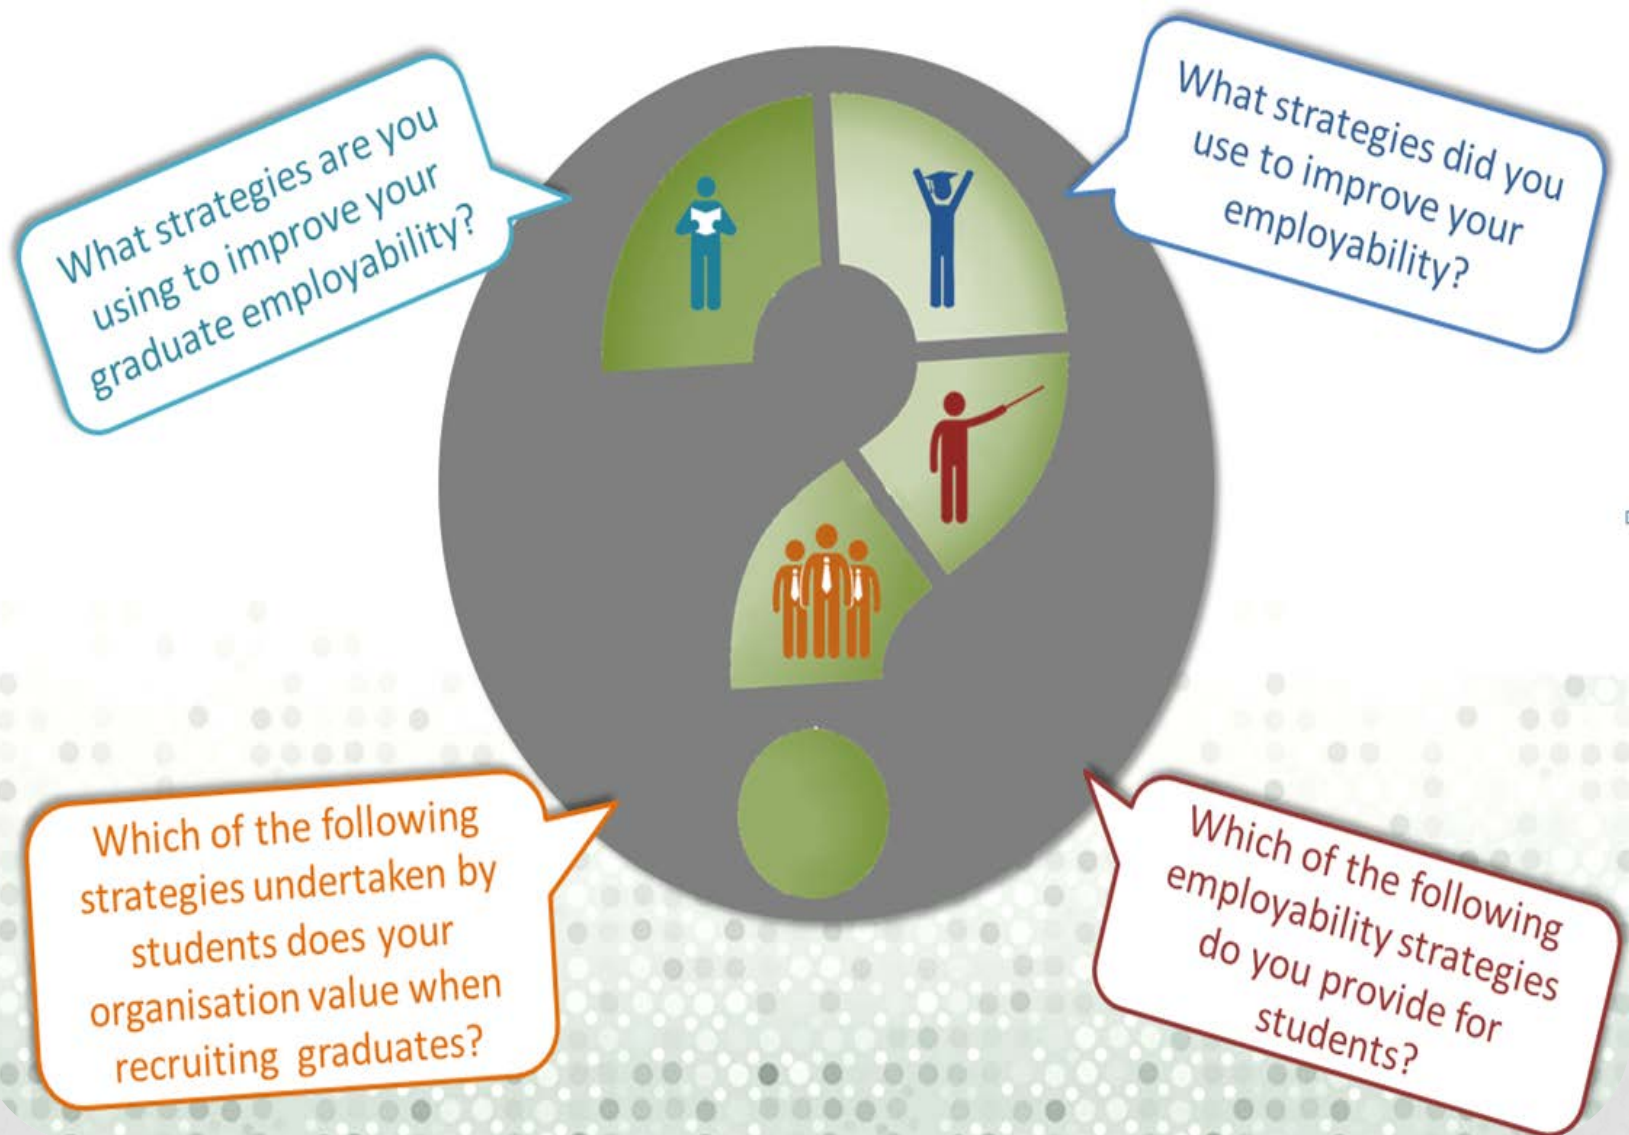 What strategies are you
using to improve your
graduate employability?
What strategies did you
use to improve your
employability?
Which of the following
strategies undertaken by
students does your
organisation value when
recruiting graduates?
Which of the following
employability strategies
do you provide for
students?